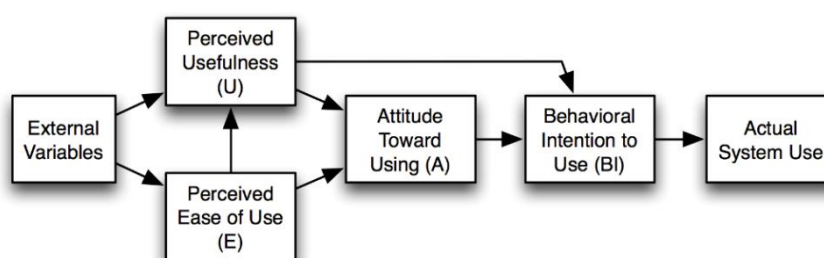 Perceived
Usefulness
(U)
External
Variables
Attitude
Toward
Using (A)
Behavioral
Intention to
Use (BI)
Actual
System Use
Perceived
Ease of Use
(E)